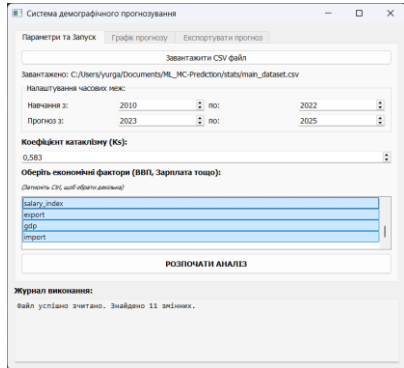 Система демографічного прогнозування
Параметри та Запуск Графік прогнозу Експортувати прогноз
Завантажити CSV файл
Завантажено: C:/Users/yurga/Documents/ML_MC-Prediction/stats/main_dataset.csv
Налаштування часових меж:
Навчання з: 2010 по: 2022
Прогноз з: 2023 по: 2025
Коефіцієнт катаклізму (Ks):
0,583
Оберіть економічні фактори (ВВП, Зарплата тощо):
(Затисніть Ctrl, щоб обрати декілька)
salary_index
export
gdp
import
РОЗПОЧАТИ АНАЛІЗ
Журнал виконання:
Файл успішно зчитано. Знайдено 11 змінних.